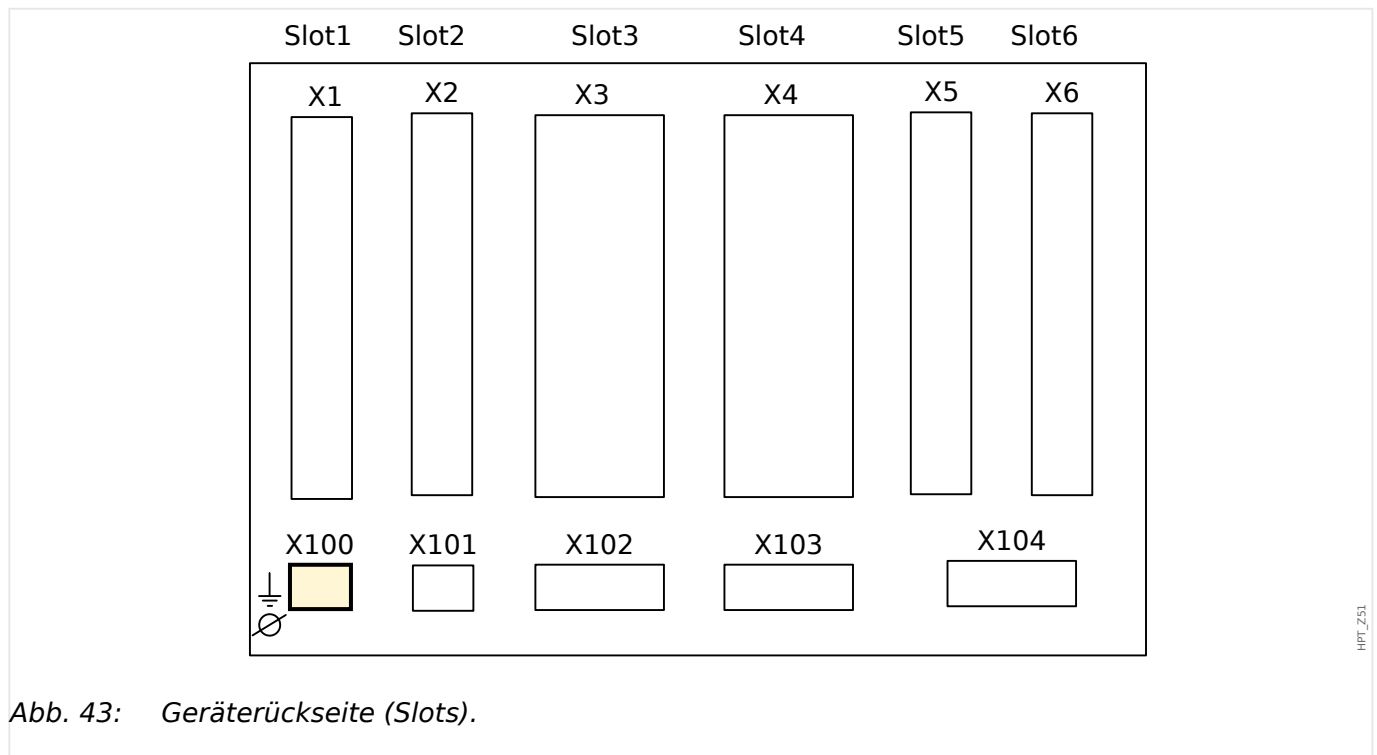 Slot1 Slot2 Slot3 Slot4 Slot5 Slot6
X1 X2 X3 X4 X5 X6
X100 X101 X102 X103 X104
HPT_Z51
Abb. 43: Geräterückseite (Slots).